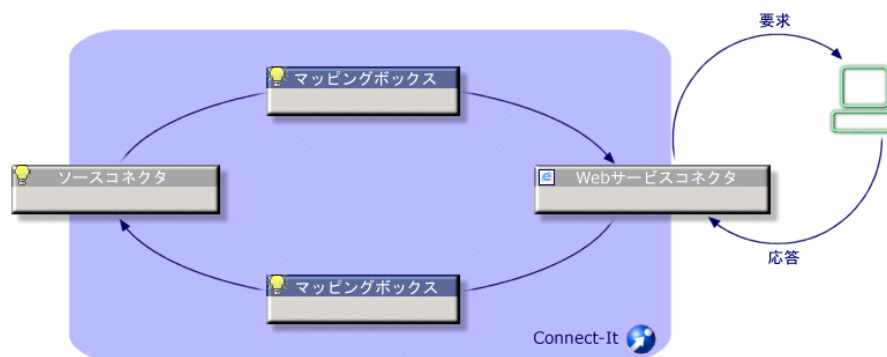 要求
マッピングボックス
ソースコネクタ
Webサービスコネクタ
応答
マッピングボックス
Connect-It